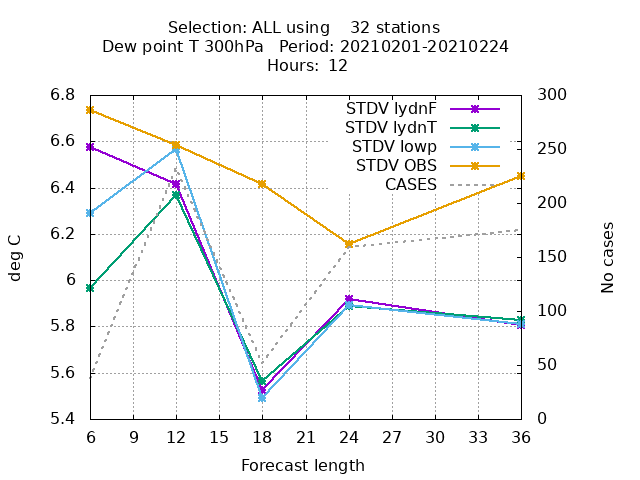 Selection: ALL using    32 stations
Dew point T 300hPa   Period: 20210201-20210224
Hours:  12
6.8
6.6
6.4
6.2
6
5.8
5.6
5.4
deg C
300
250
200
150
100
50
0
No cases
STDV lydnF
STDV lydnT
STDV lowp
STDV OBS
CASES
6 9 12 15 18 21 24 27 30 33 36
Forecast length